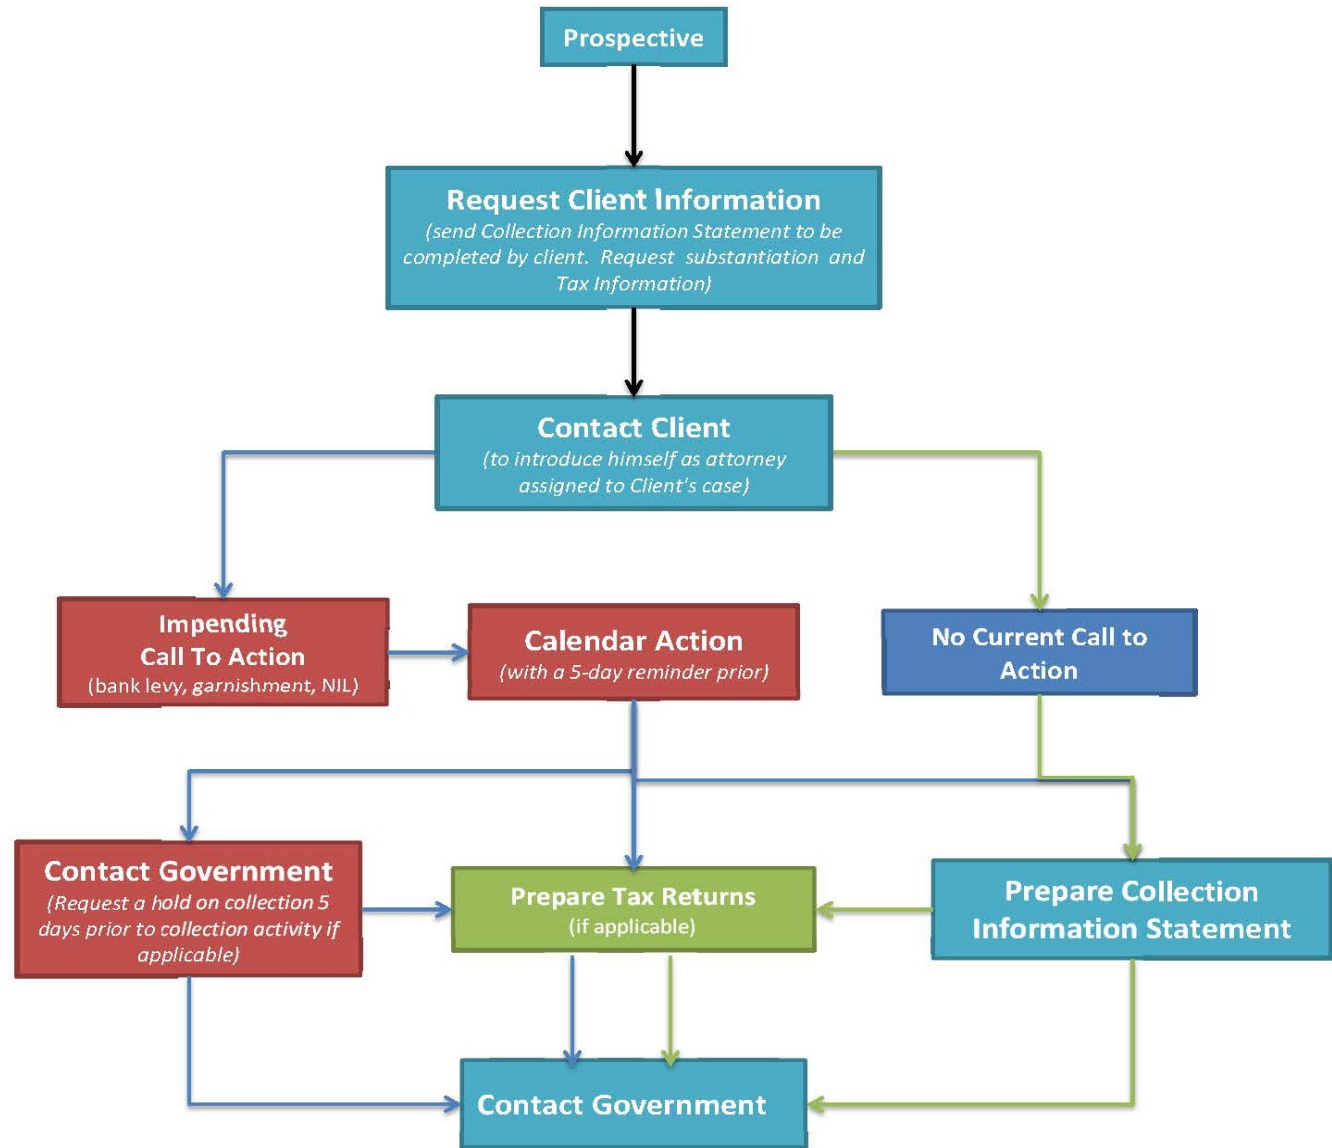 Prospective
Request Client Information
(send Collection Information Statement to be
completed by client. Request substantiation and
Tax Information)
Contact Client
(to introduce himself as attorney
assigned to Client's case)
Impending
Call To Action
(bank levy, garnishment, NIL)
Calendar Action
(with a 5-day reminder prior)
No Current Call to
Action
Contact Government
(Request a hold on collection 5
days prior to collection activity if
applicable)
Prepare Tax Returns
(if applicable)
Prepare Collection
Information Statement
Contact Government